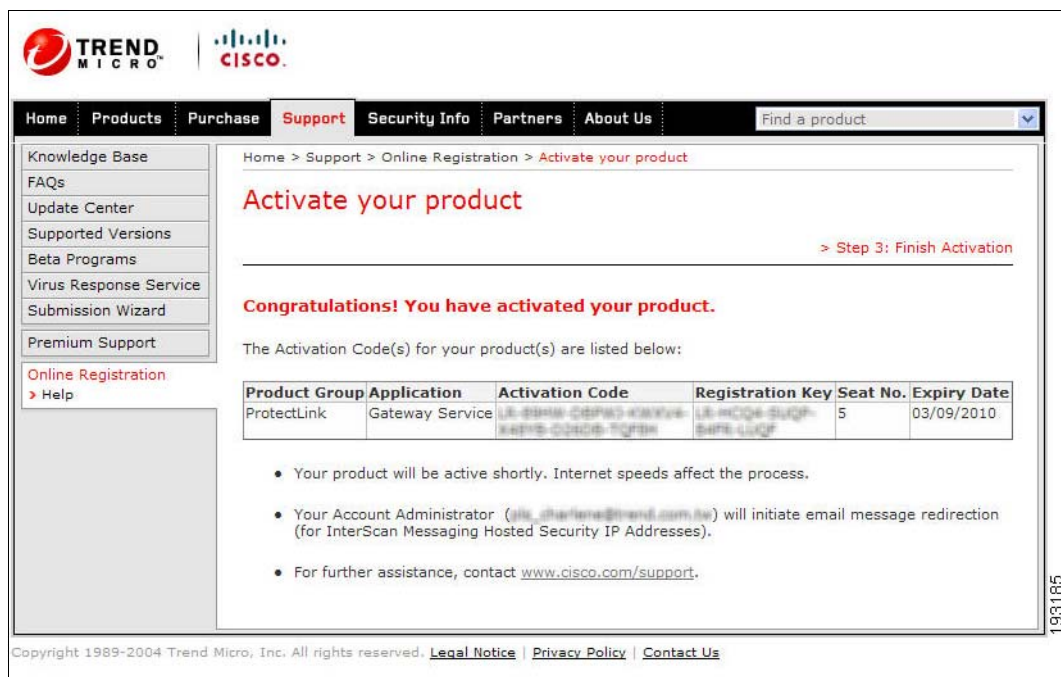 TREND
MICRO™
CISCO.
Home Products Purchase Support Security Info Partners About Us Find a product
Knowledge Base
FAQs
Update Center
Supported Versions
Beta Programs
Virus Response Service
Submission Wizard
Premium Support
Online Registration
> Help
Home > Support > Online Registration > Activate your product
Activate your product
> Step 3: Finish Activation
Congratulations! You have activated your product.
The Activation Code(s) for your product(s) are listed below:
Product Group Application Activation Code Registration Key Seat No. Expiry Date
ProtectLink Gateway Service 5 03/09/2010
• Your product will be active shortly. Internet speeds affect the process.
• Your Account Administrator ( ) will initiate email message redirection
(for InterScan Messaging Hosted Security IP Addresses).
• For further assistance, contact www.cisco.com/support.
193185
Copyright 1989-2004 Trend Micro, Inc. All rights reserved. Legal Notice | Privacy Policy | Contact Us